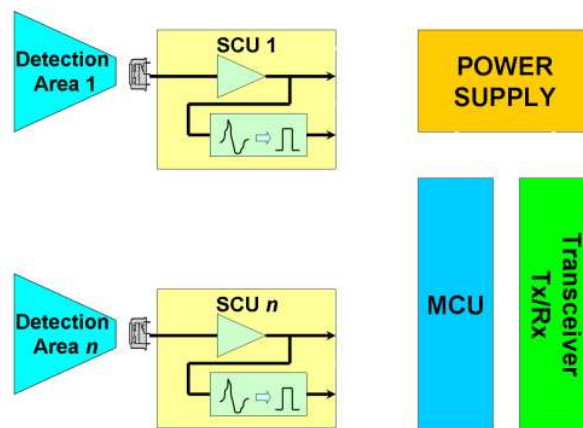 Detection
Area 1
SCU 1
POWER
SUPPLY
Detection
Area n
SCU n
MCU
Transceiver
Tx/Rx